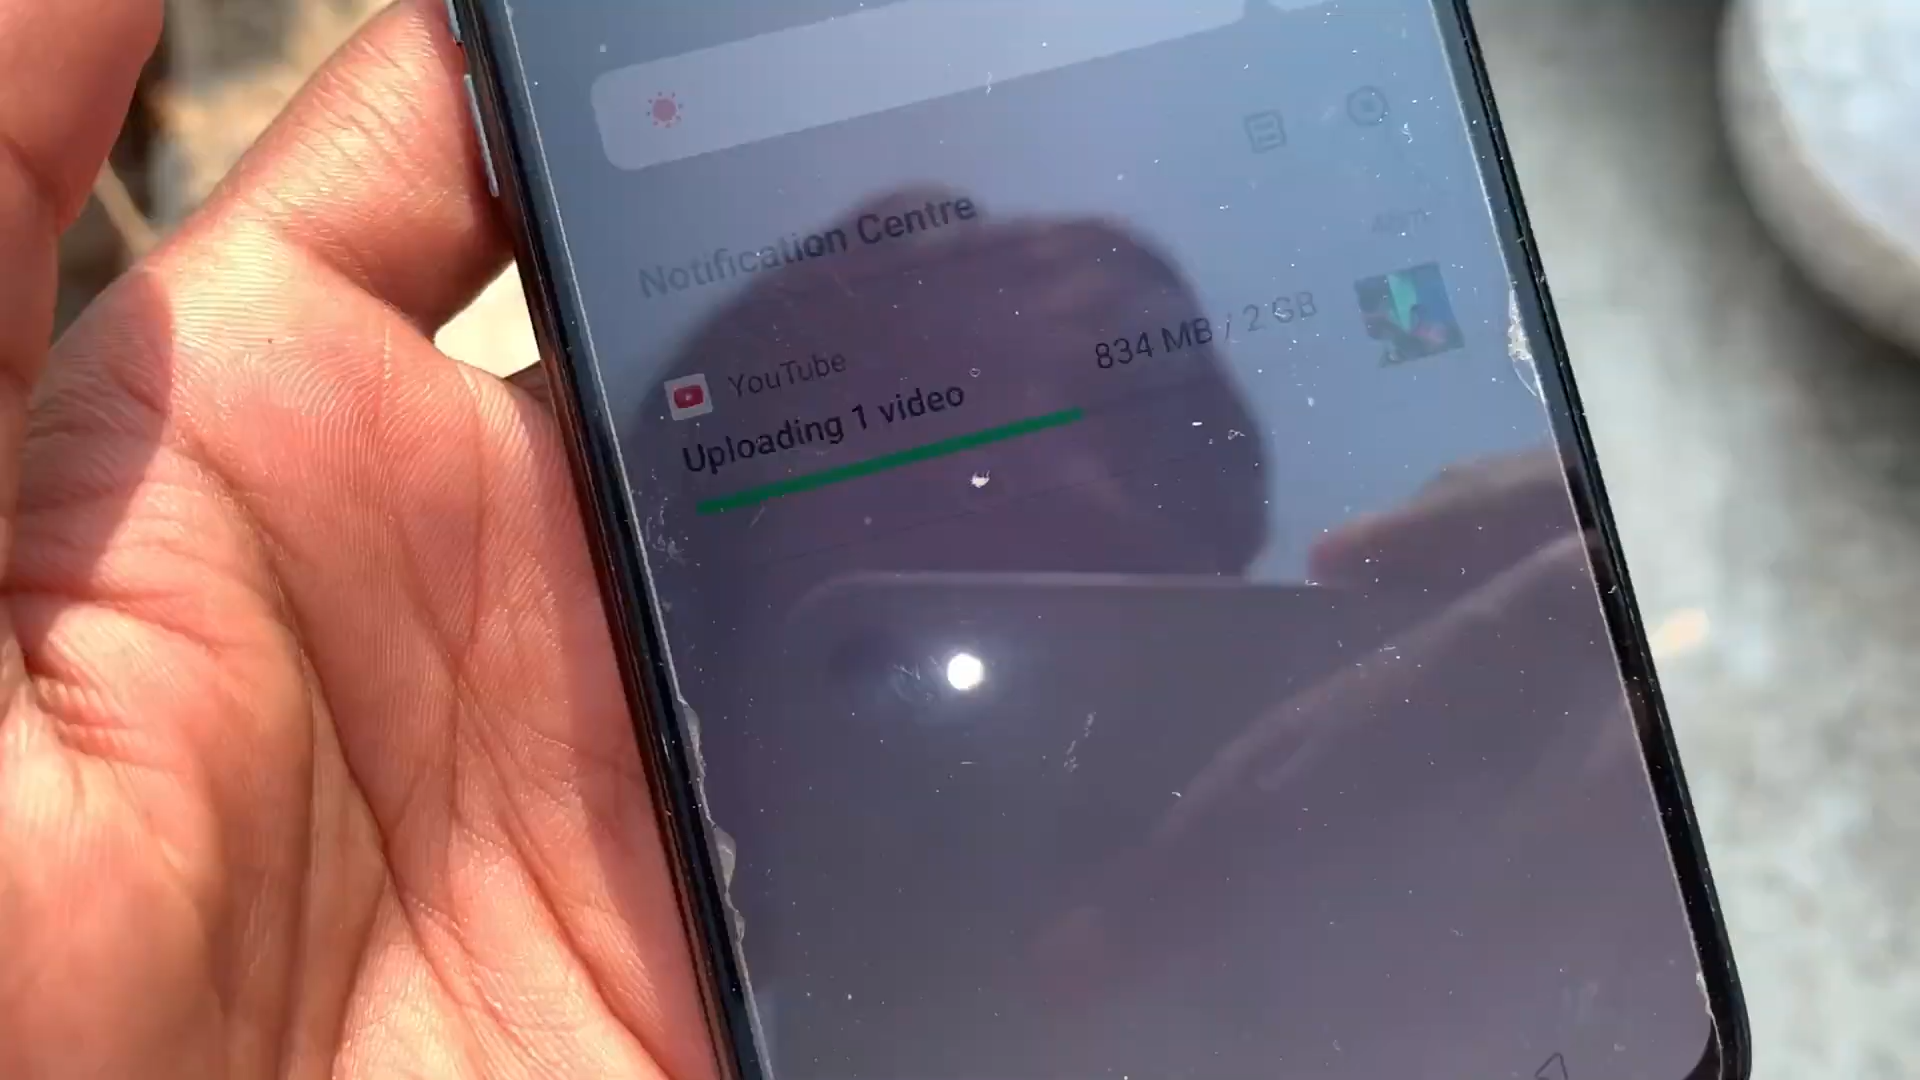 Notification Centre
YouTube
Uploading 1 video
834 MB / 2 GB